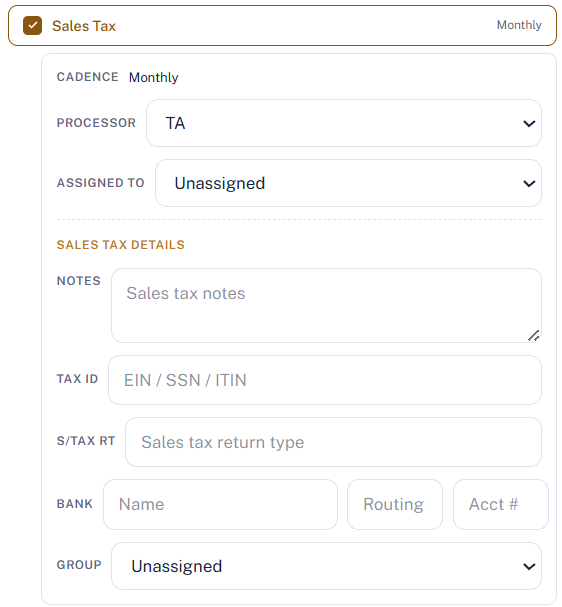 Sales Tax Monthly
CADENCE Monthly
PROCESSOR TA
ASSIGNED TO Unassigned
SALES TAX DETAILS
NOTES Sales tax notes
TAX ID EIN / SSN / ITIN
S/TAX RT Sales tax return type
BANK Name Routing Acct #
GROUP Unassigned